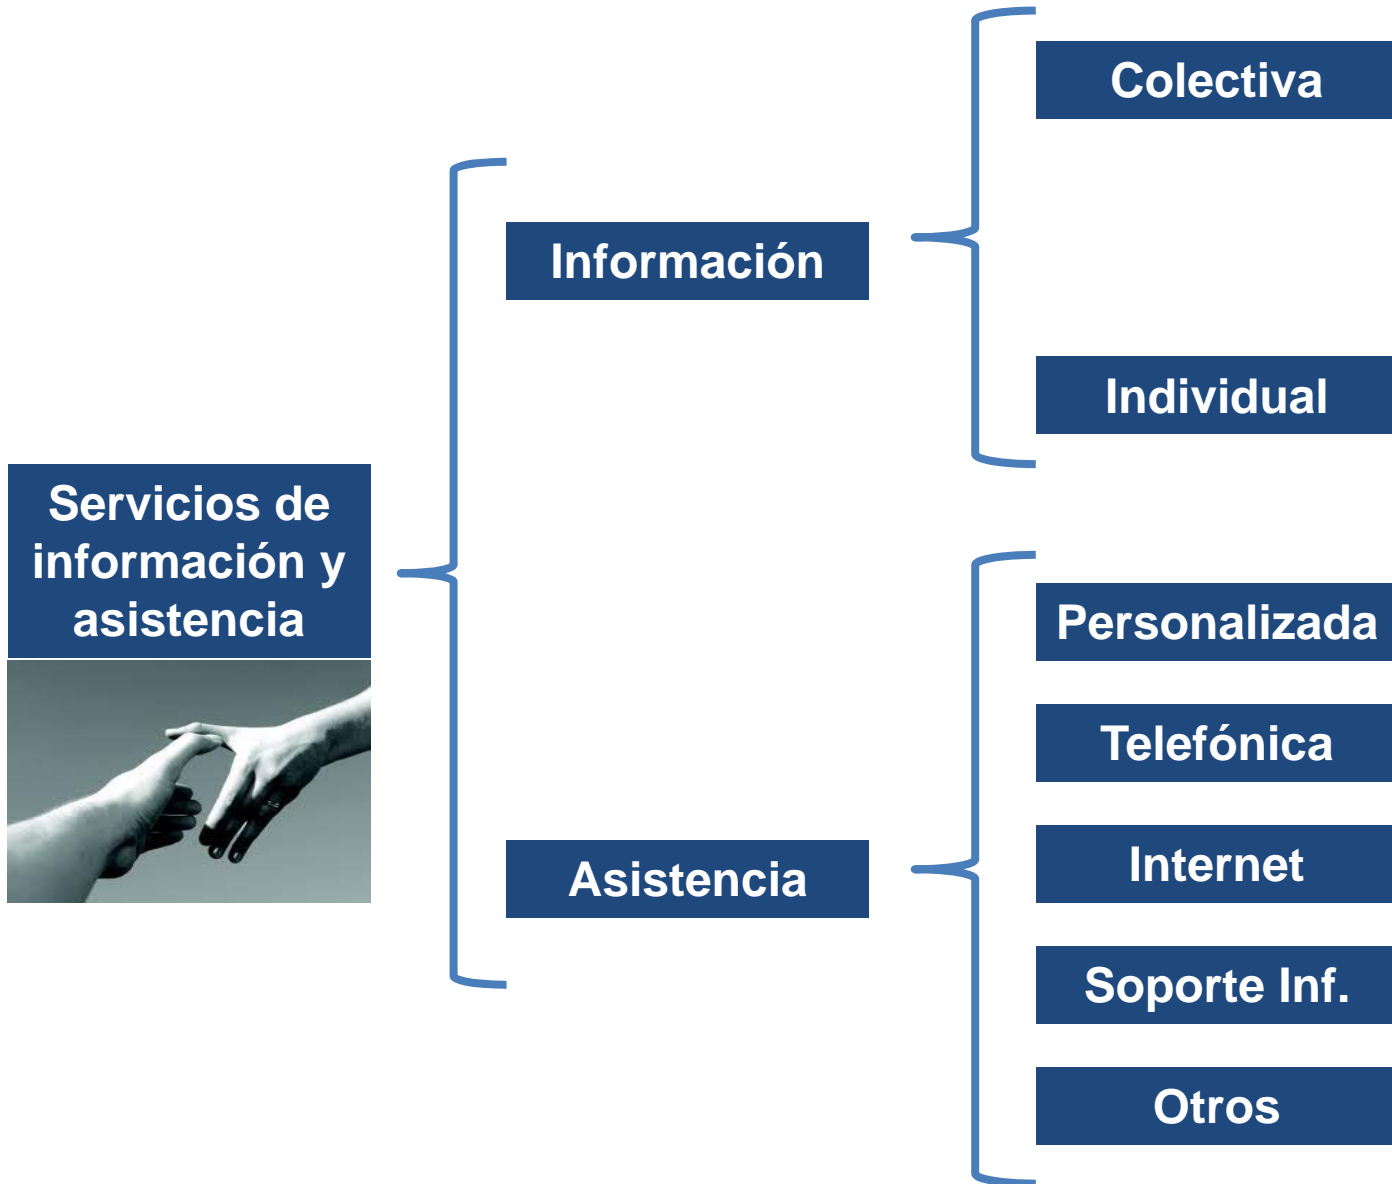 Servicios de
información y
asistencia
Información
Colectiva
Individual
Asistencia
Personalizada
Telefónica
Internet
Soporte Inf.
Otros